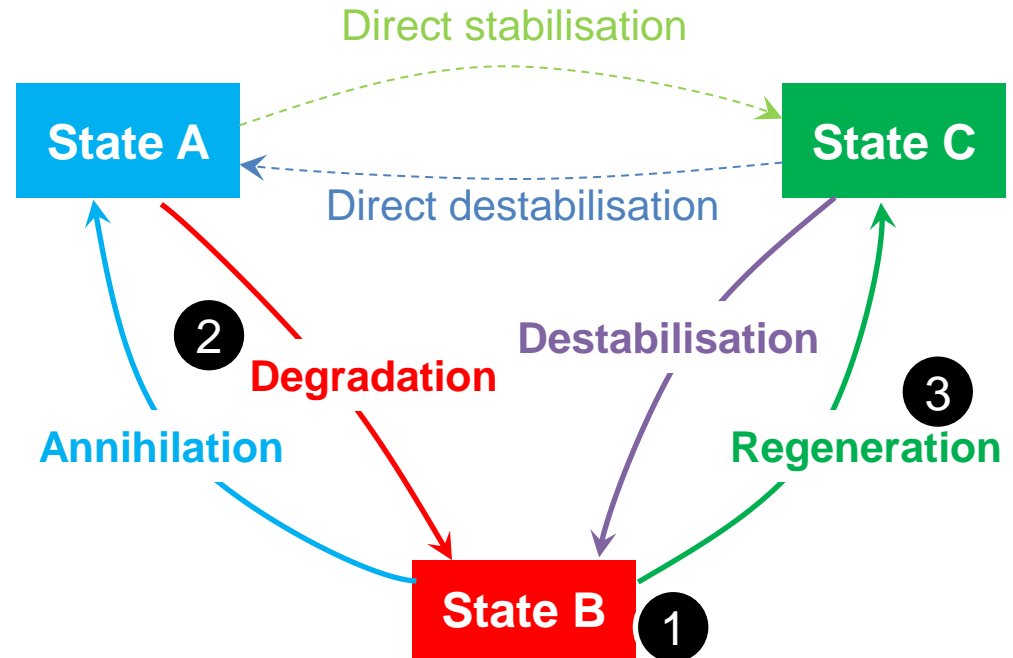 Direct stabilisation
State A
State C
Direct destabilisation
2
Destabilisation
Degradation
3
Annihilation
Regeneration
State B
1